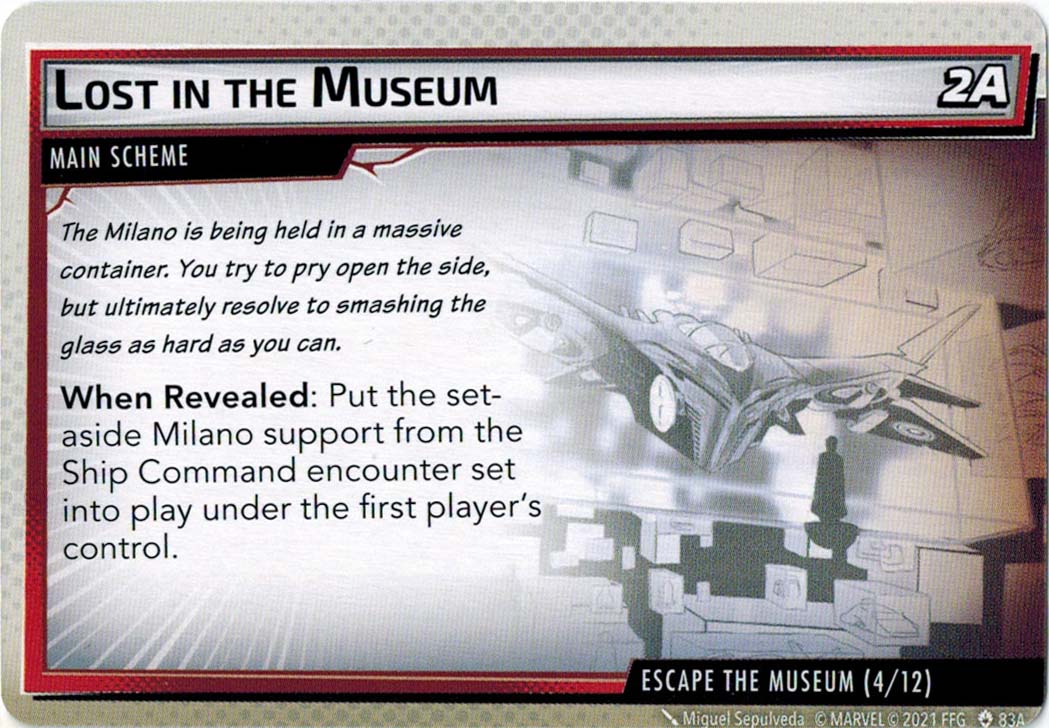 Lost in the Museum
2A
MAIN SCHEME
The Milano is being held in a massive
container. You try to pry open the side,
but ultimately resolve to smashing the
glass as hard as you can.
When Revealed: Put the set-
aside Milano support from the
Ship Command encounter set
into play under the first player's
control.
ESCAPE THE MUSEUM (4/12)
Miguel Sepulveda © MARVEL © 2021 FFG 83A